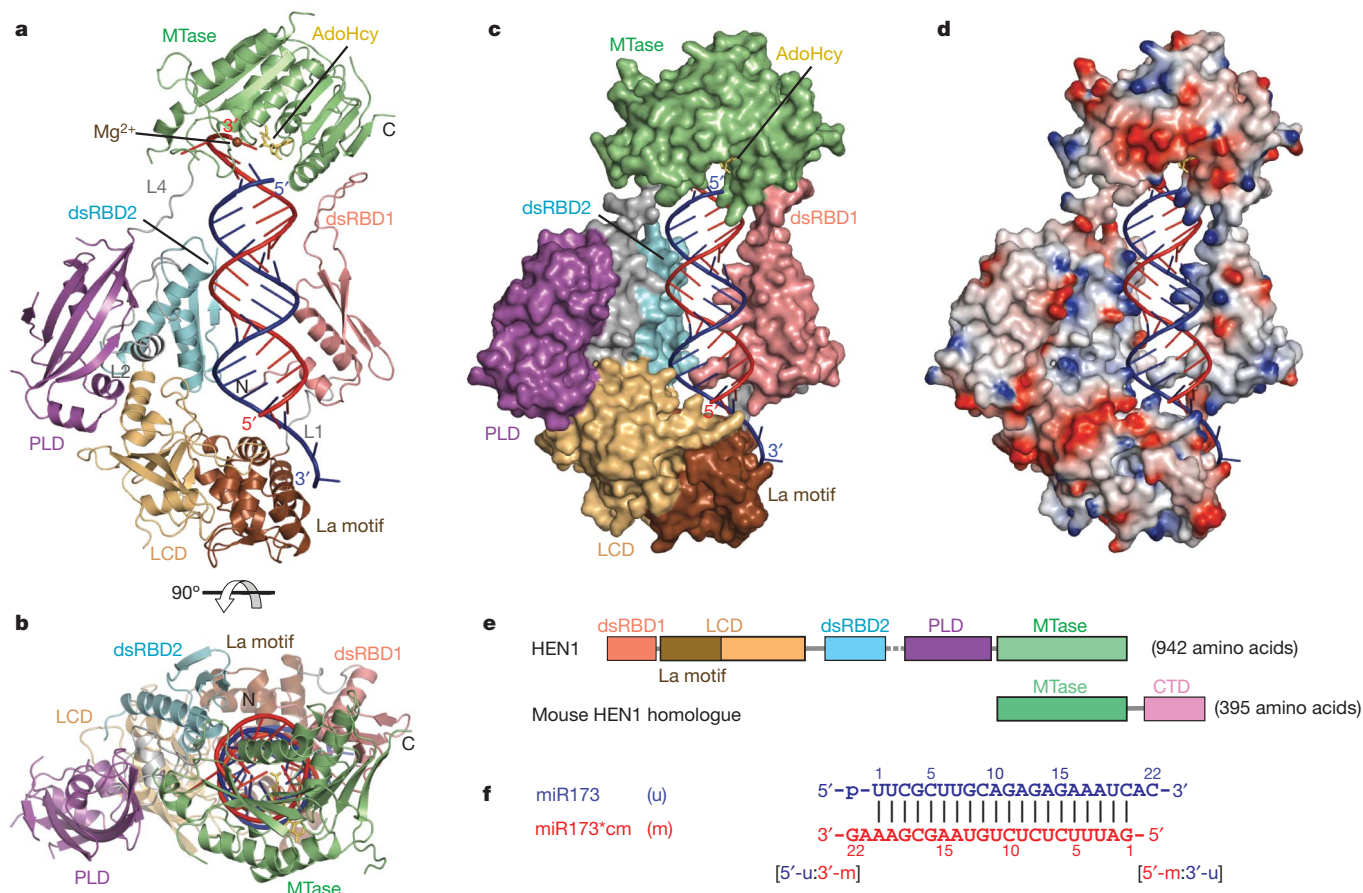 a
MTase
AdoHcy
Mg2+
3′
C
L4
5′
dsRBD2
dsRBD1
L2
N
PLD
5′
L1
3′
La motif
LCD
90°
b
dsRBD2
La motif
dsRBD1
N
LCD
C
PLD
MTase
c
MTase
AdoHcy
5′
dsRBD2
dsRBD1
5′
PLD
3′
La motif
LCD
d
e
dsRBD1 LCD dsRBD2 PLD MTase
HEN1 (942 amino acids)
La motif
MTase CTD
Mouse HEN1 homologue (395 amino acids)
f
1 5 10 15 22
miR173 (u) 5′-p-UUCGCUUGCAGAGAGAAAUCAC-3′
miR173*cm (m) 3′-GAAAGCGAAUGUCUCUCUUUAG-5′
22 15 10 5 1
[5′-u:3′-m] [5′-m:3′-u]